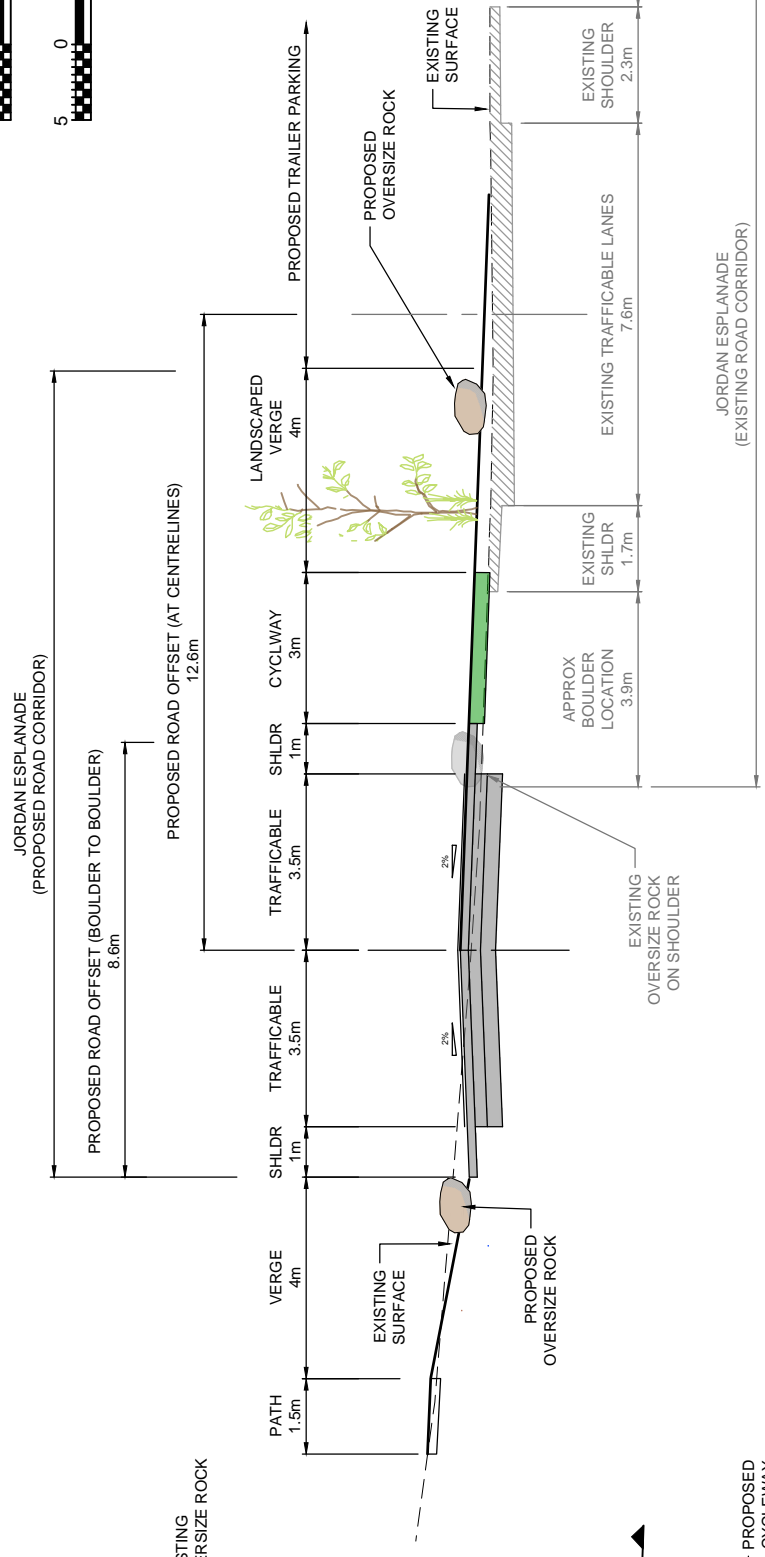 5
0
JORDAN ESPLANADE
(PROPOSED ROAD CORRIDOR)
PROPOSED ROAD OFFSET (BOULDER TO BOULDER)
8.6m
PROPOSED ROAD OFFSET (AT CENTRELINES)
12.6m
PATH
1.5m
VERGE
4m
SHLDR
1m
TRAFFICABLE
3.5m
TRAFFICABLE
3.5m
SHLDR
1m
CYCLWAY
3m
LANDSCAPED
VERGE
4m
PROPOSED TRAILER PARKING
2%
2%
EXISTING
SURFACE
PROPOSED
OVERSIZE ROCK
PROPOSED
OVERSIZE ROCK
EXISTING
SURFACE
EXISTING
OVERSIZE ROCK
ON SHOULDER
APPROX
BOULDER
LOCATION
3.9m
EXISTING
SHLDR
1.7m
EXISTING TRAFFICABLE LANES
7.6m
EXISTING
SHOULDER
2.3m
JORDAN ESPLANADE
(EXISTING ROAD CORRIDOR)
STING
ERSIZE ROCK
PROPOSED